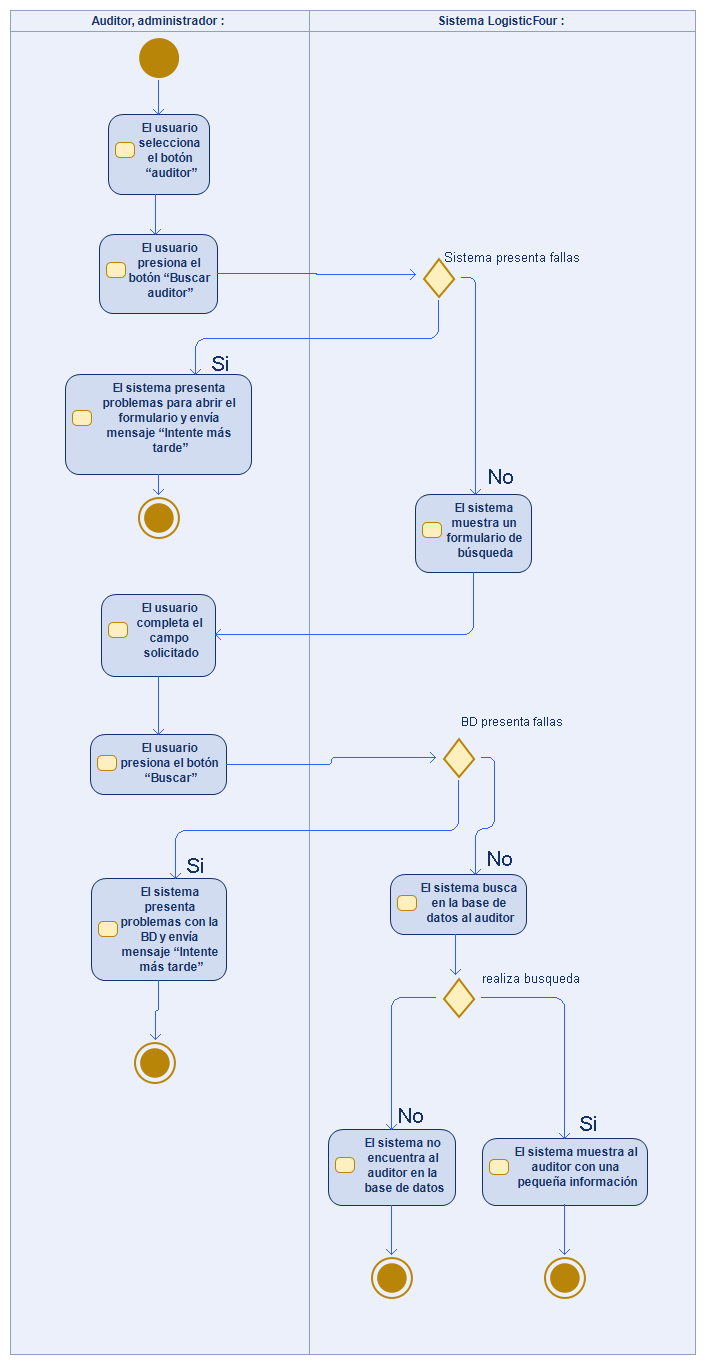 Auditor, administrador :
Sistema LogisticFour :
El usuario
selecciona
el botón
“auditor”
El usuario
presiona el
botón “Buscar
auditor”
Sistema presenta fallas
Si
El sistema presenta
problemas para abrir el
formulario y envía
mensaje “Intente más
tarde”
No
El sistema
muestra un
formulario de
búsqueda
El usuario
completa el
campo
solicitado
BD presenta fallas
El usuario
presiona el botón
“Buscar”
Si
El sistema
presenta
problemas con la
BD y envía
mensaje “Intente
más tarde”
No
El sistema busca
en la base de
datos al auditor
realiza busqueda
No
El sistema no
encuentra al
auditor en la
base de datos
Si
El sistema muestra al
auditor con una
pequeña información